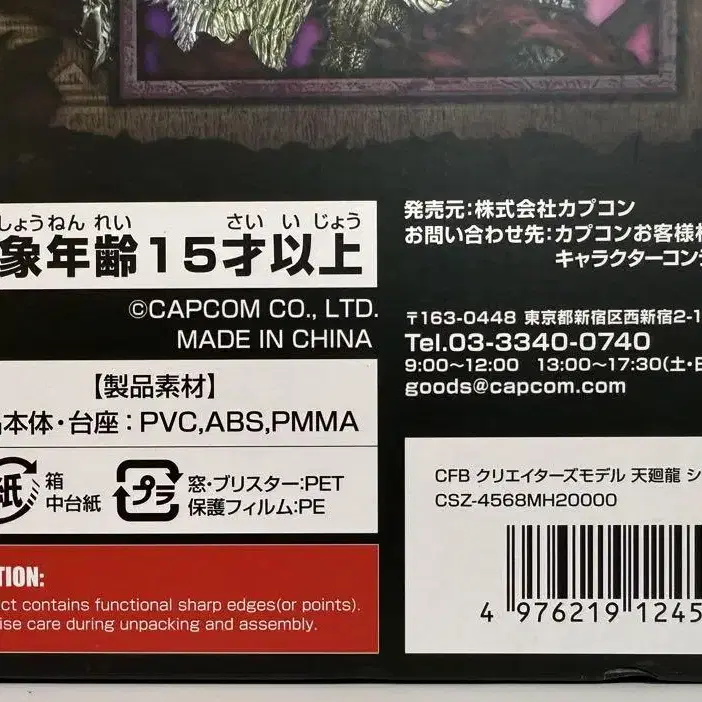 しょうねんれい さいいじょう
象年齢15才以上
©CAPCOM CO., LTD.
MADE IN CHINA
【製品素材】
本体・台座：PVC,ABS,PMMA
紙
箱
中台紙
プラ
窓・ブリスター:PET
保護フィルム:PE
TION:
ct contains functional sharp edges(or points).
ise care during unpacking and assembly.
発売元：株式会社カプコン
お問い合わせ先：カプコンお客様
キャラクターコン
〒163-0448 東京都新宿区西新宿2-1
Tel.03-3340-0740
9:00〜12:00 13:00〜17:30(土・
goods@capcom.com
CFB クリエイターズモデル 天廻龍 シ
CSZ-4568MH20000
4 976219 1245